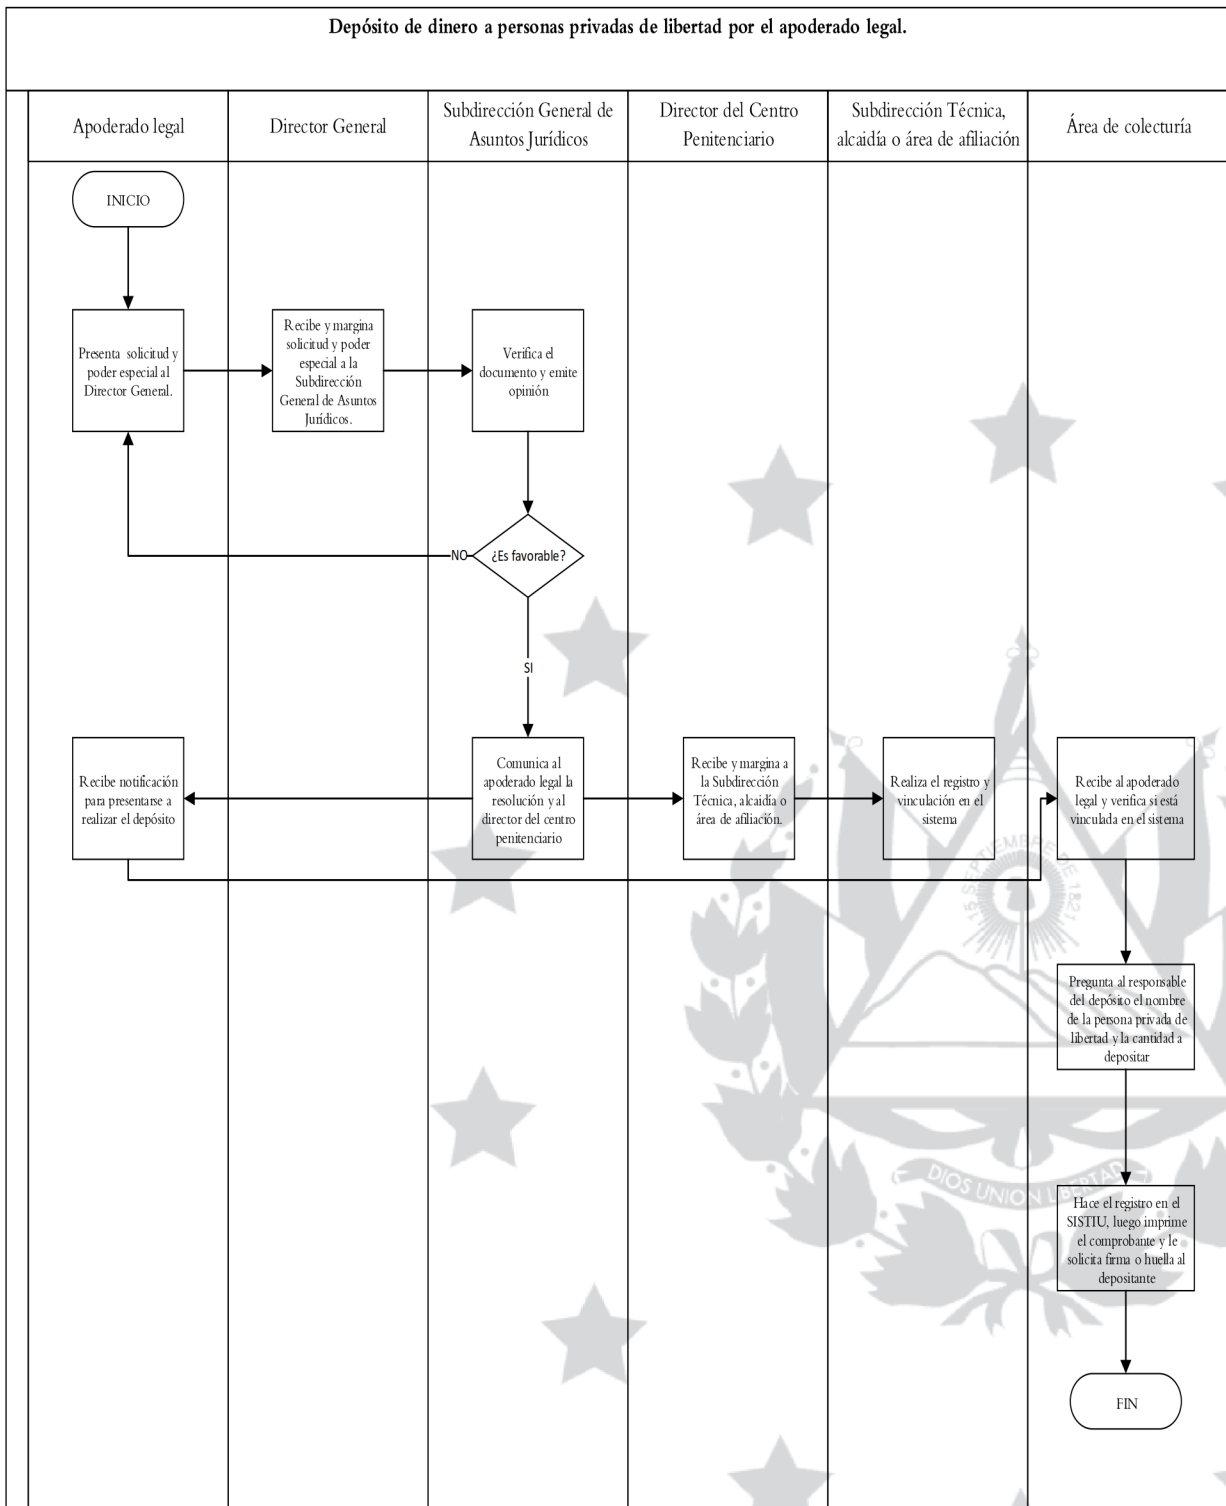 Depósito de dinero a personas privadas de libertad por el apoderado legal.
Apoderado legal
Director General
Subdirección General de
Asuntos Jurídicos
Director del Centro
Penitenciario
Subdirección Técnica,
alcaidía o área de afiliación
Área de colecturía
INICIO
Presenta solicitud y
poder especial al
Director General.
Recibe y margina
solicitud y poder
especial a la
Subdirección
General de Asuntos
Jurídicos.
Verifica el
documento y emite
opinión
NO
¿Es favorable?
SI
Recibe notificación
para presentarse a
realizar el depósito
Comunica al
apoderado legal la
resolución y al
director del centro
penitenciario
Recibe y margina a
la Subdirección
Técnica, alcaidía o
área de afiliación.
Realiza el registro y
vinculación en el
sistema
Recibe al apoderado
legal y verifica si está
vinculada en el sistema
15 SEPTIEMBRE DE 1821
Pregunta al responsable
del depósito el nombre
de la persona privada de
libertad y la cantidad a
depositar
DIOS UNION LIBERTAD
Hace el registro en el
SISTIU, luego imprime
el comprobante y le
solicita firma o huella al
depositante
FIN